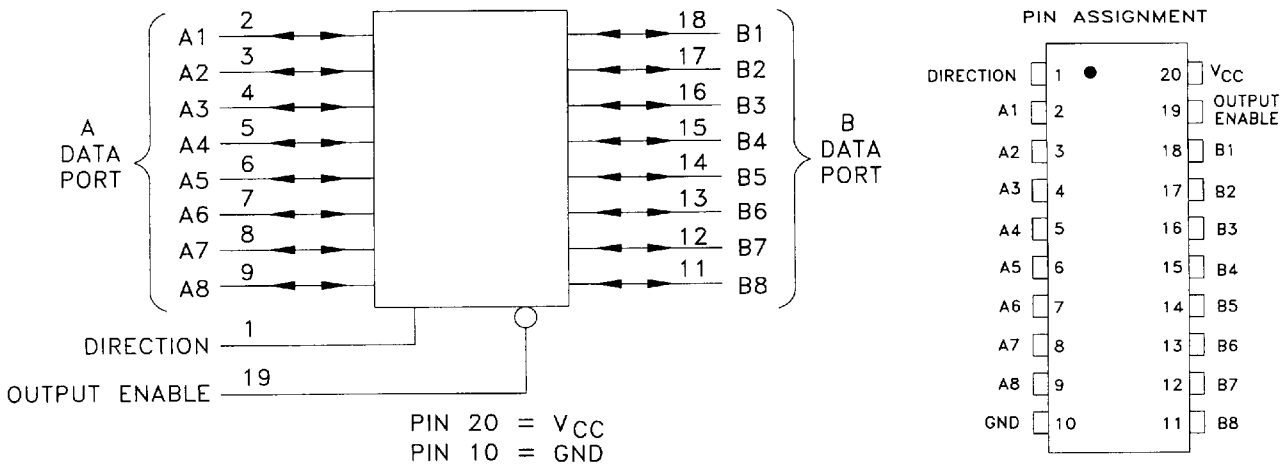 A1 2 18 B1
A2 3 17 B2
A3 4 16 B3
A4 5 15 B4
A5 6 14 B5
A6 7 13 B6
A7 8 12 B7
A8 9 11 B8
A
DATA
PORT
B
DATA
PORT
DIRECTION 1
OUTPUT ENABLE 19
PIN 20 = VCC
PIN 10 = GND
PIN ASSIGNMENT
DIRECTION 1 20 VCC
A1 2 19 OUTPUT
ENABLE
A2 3 18 B1
A3 4 17 B2
A4 5 16 B3
A5 6 15 B4
A6 7 14 B5
A7 8 13 B6
A8 9 12 B7
GND 10 11 B8